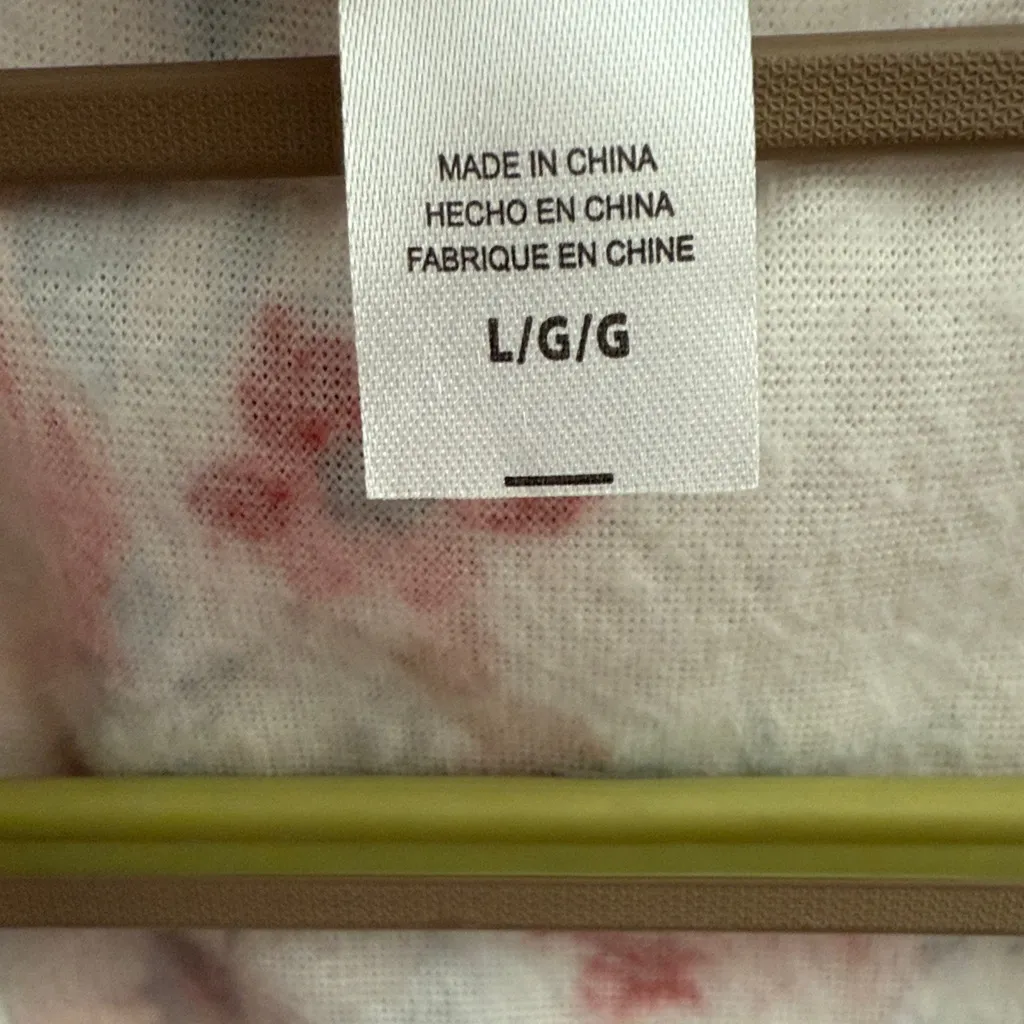 MADE IN CHINA
HECHO EN CHINA
FABRIQUE EN CHINE
L/G/G